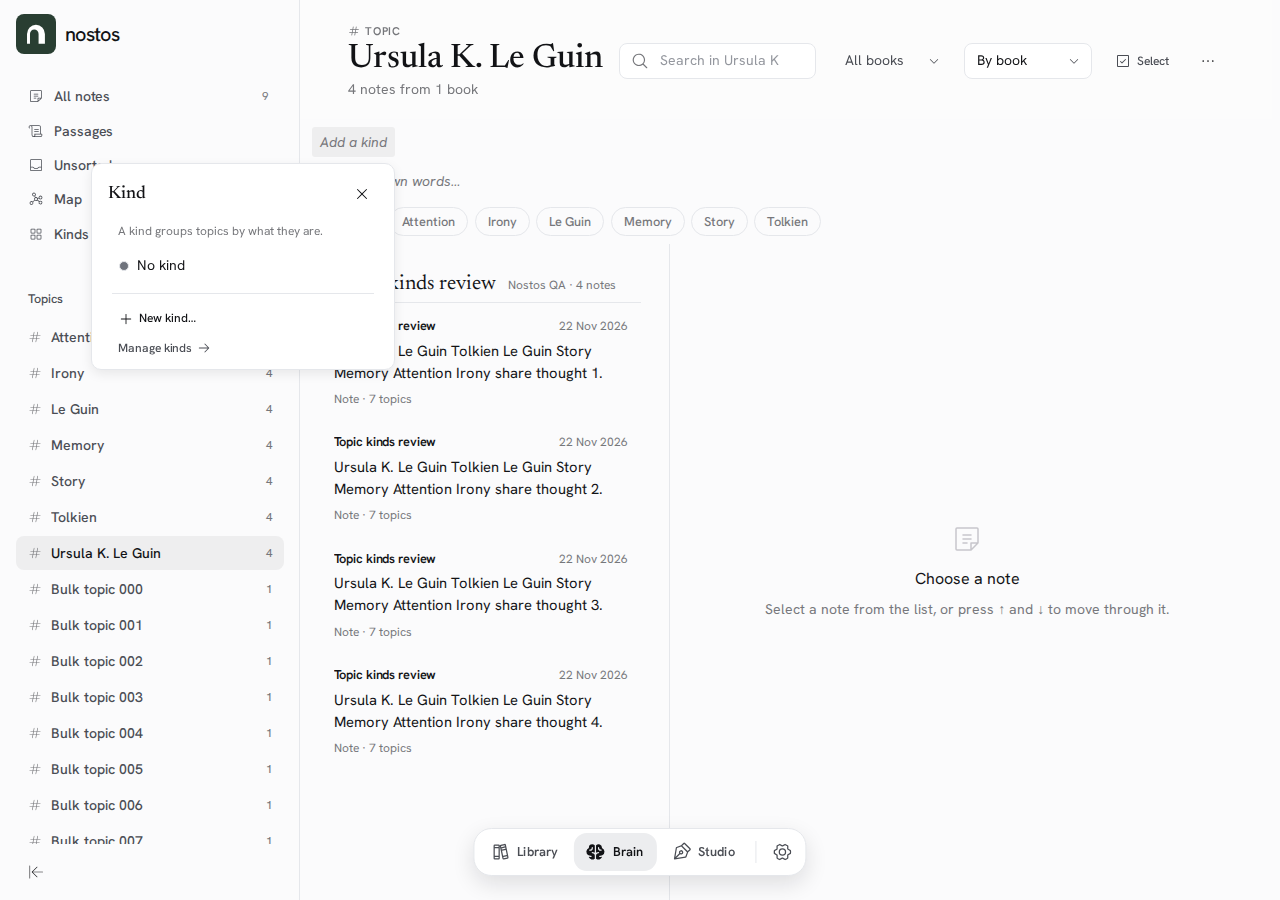 nostos
All notes 9
Passages
Map
Kinds
Topics
Irony 4
Le Guin 4
Memory 4
Story 4
Tolkien 4
Ursula K. Le Guin 4
Bulk topic 000 1
Bulk topic 001 1
Bulk topic 002 1
Bulk topic 003 1
Bulk topic 004 1
Bulk topic 005 1
Bulk topic 006 1
Bulk topic 007 1
# TOPIC
Ursula K. Le Guin
4 notes from 1 book
Search in Ursula K
All books
By book
Select
Add a kind
words...
Attention Irony Le Guin Memory Story Tolkien
Kind
A kind groups topics by what they are.
No kind
New kind...
Manage kinds
kinds review Nostos QA · 4 notes
review 22 Nov 2026
Le Guin Tolkien Le Guin Story
Memory Attention Irony share thought 1.
Note · 7 topics
Topic kinds review 22 Nov 2026
Ursula K. Le Guin Tolkien Le Guin Story
Memory Attention Irony share thought 2.
Note · 7 topics
Topic kinds review 22 Nov 2026
Ursula K. Le Guin Tolkien Le Guin Story
Memory Attention Irony share thought 3.
Note · 7 topics
Topic kinds review 22 Nov 2026
Ursula K. Le Guin Tolkien Le Guin Story
Memory Attention Irony share thought 4.
Note · 7 topics
Choose a note
Select a note from the list, or press ↑ and ↓ to move through it.
Library Brain Studio